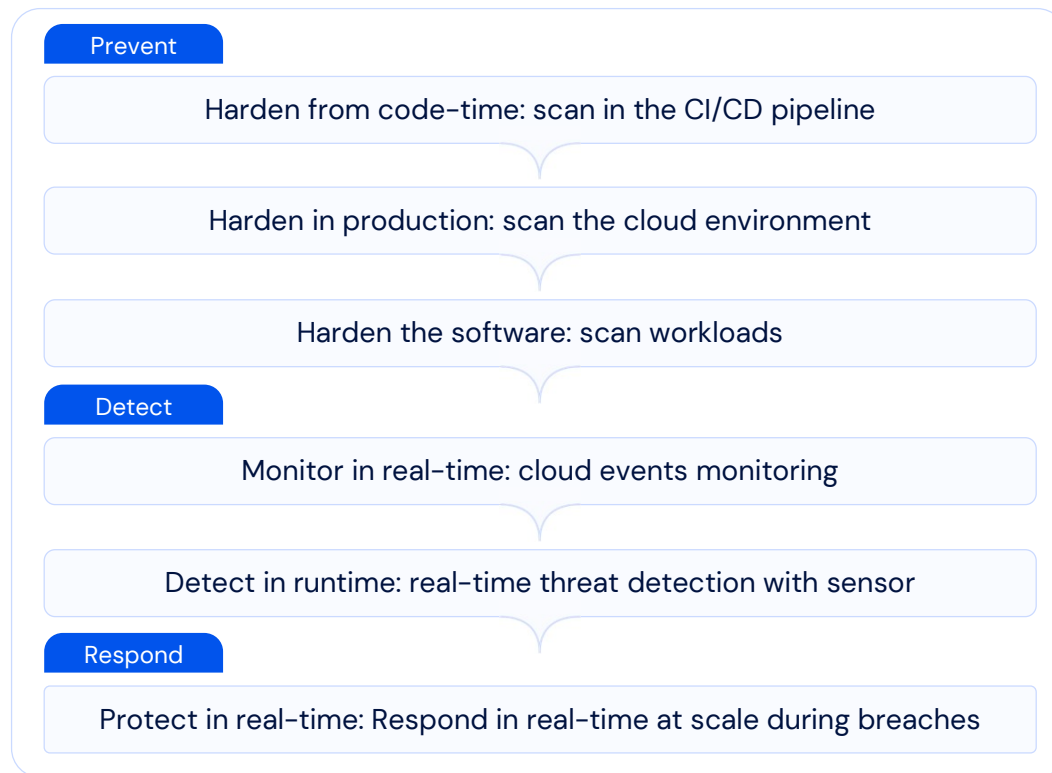 Prevent
Harden from code-time: scan in the CI/CD pipeline
Harden in production: scan the cloud environment
Harden the software: scan workloads
Detect
Monitor in real-time: cloud events monitoring
Detect in runtime: real-time threat detection with sensor
Respond
Protect in real-time: Respond in real-time at scale during breaches